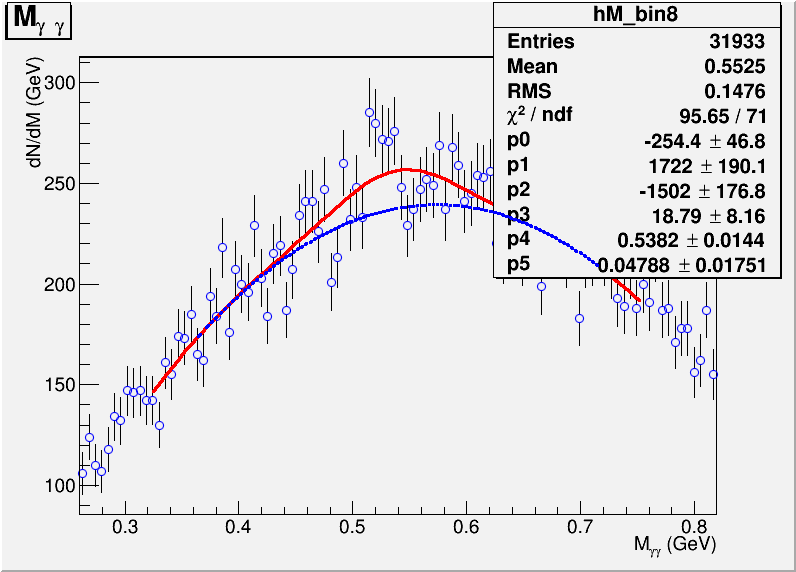 M γ γ
hM_bin8
Entries 31933
Mean 0.5525
RMS 0.1476
χ² / ndf 95.65 / 71
p0 -254.4 ± 46.8
p1 1722 ± 190.1
p2 -1502 ± 176.8
p3 18.79 ± 8.16
p4 0.5382 ± 0.0144
p5 0.04788 ± 0.01751
dN/dM (GeV)
300
250
200
150
100
0.3 0.4 0.5 0.6 0.7 0.8
Mγγ (GeV)